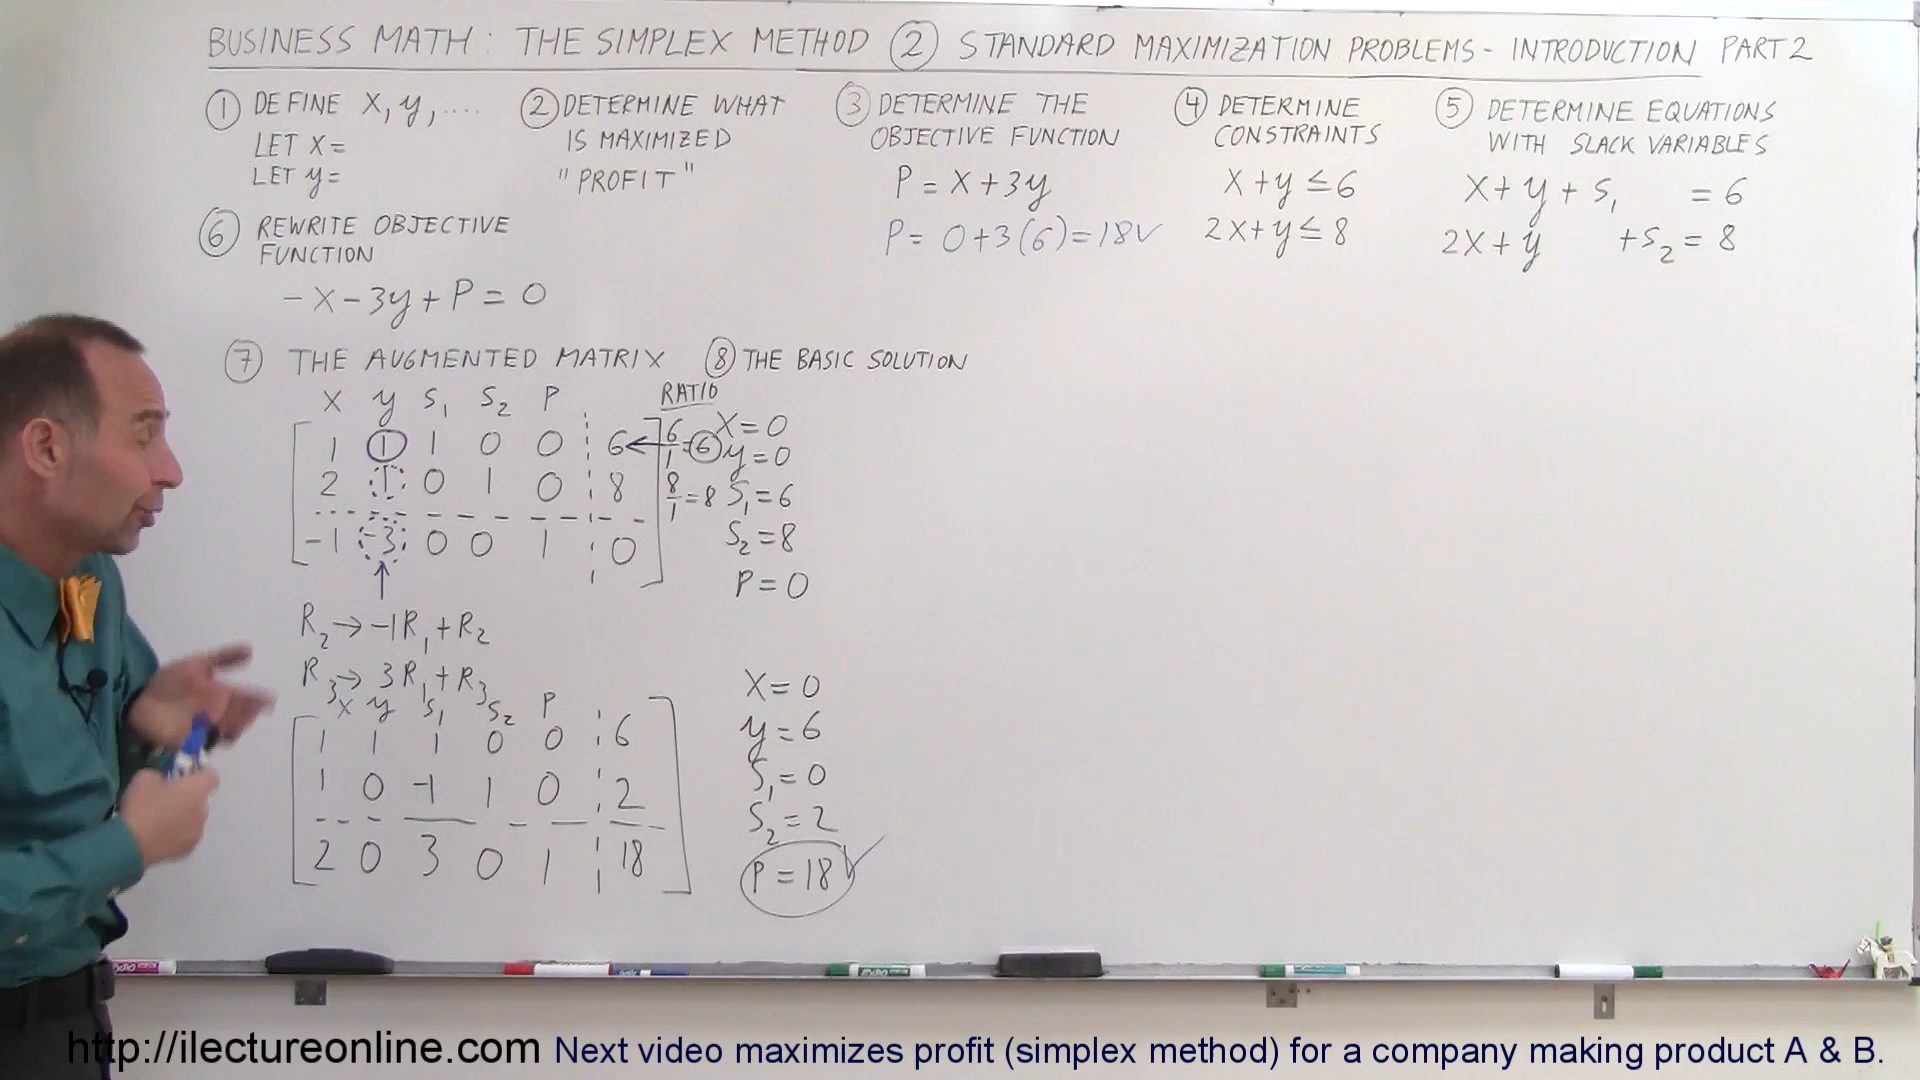 BUSINESS MATH: THE SIMPLEX METHOD ② STANDARD MAXIMIZATION PROBLEMS - INTRODUCTION PART 2
① DEFINE X, y, ....
LET X =
LET y =
② DETERMINE WHAT
IS MAXIMIZED
"PROFIT"
③ DETERMINE THE
OBJECTIVE FUNCTION
P = X + 3y
P = 0 + 3(6) = 18 ✓
④ DETERMINE
CONSTRAINTS
X + y ≤ 6
2X + y ≤ 8
⑤ DETERMINE EQUATIONS
WITH SLACK VARIABLES
X + y + S₁ = 6
2X + y + S₂ = 8
⑥ REWRITE OBJECTIVE
FUNCTION
-X - 3y + P = 0
⑦ THE AUGMENTED MATRIX
X y S₁ S₂ P
1 1 1 0 0 6
2 1 0 1 0 8
-1 -3 0 0 1 0
RATIO
6/1 = 6
8/1 = 8
⑧ THE BASIC SOLUTION
X = 0
y = 0
S₁ = 6
S₂ = 8
P = 0
R₂ → -1R₁ + R₂
R₃ → 3R₁ + R₃
X y S₁ S₂ P
1 1 1 0 0 6
1 0 -1 1 0 2
2 0 3 0 1 18
X = 0
y = 6
S₁ = 0
S₂ = 2
P = 18 ✓
http://ilectureonline.com Next video maximizes profit (simplex method) for a company making product A & B.